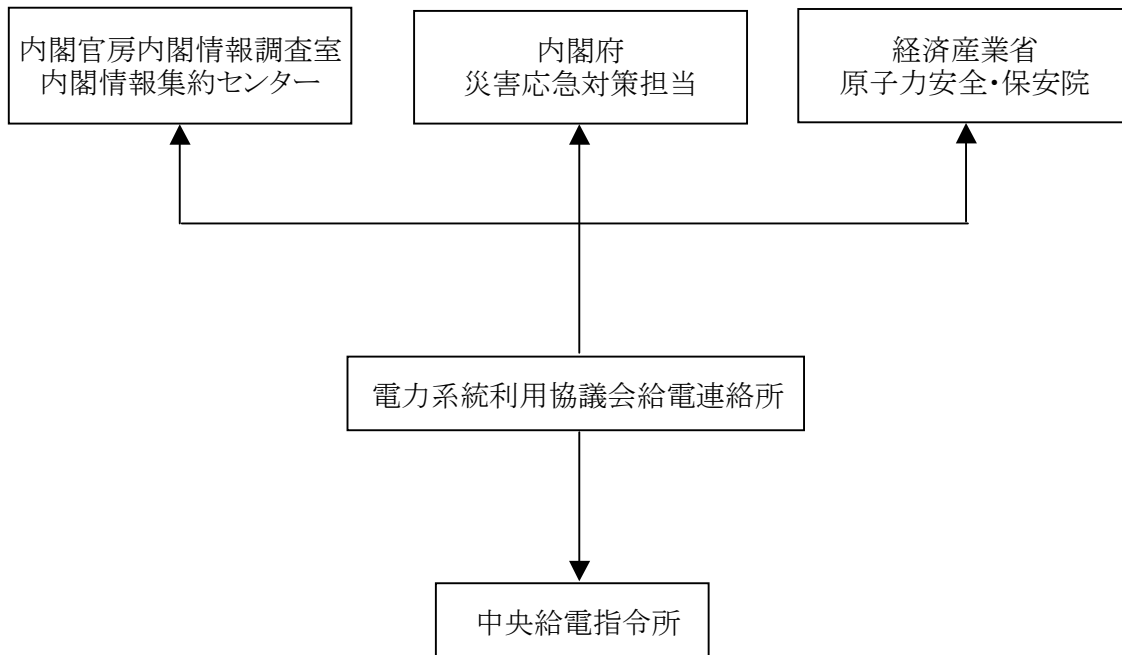 内閣官房内閣情報調査室
内閣情報集約センター
内閣府
災害応急対策担当
経済産業省
原子力安全・保安院
電力系統利用協議会給電連絡所
中央給電指令所